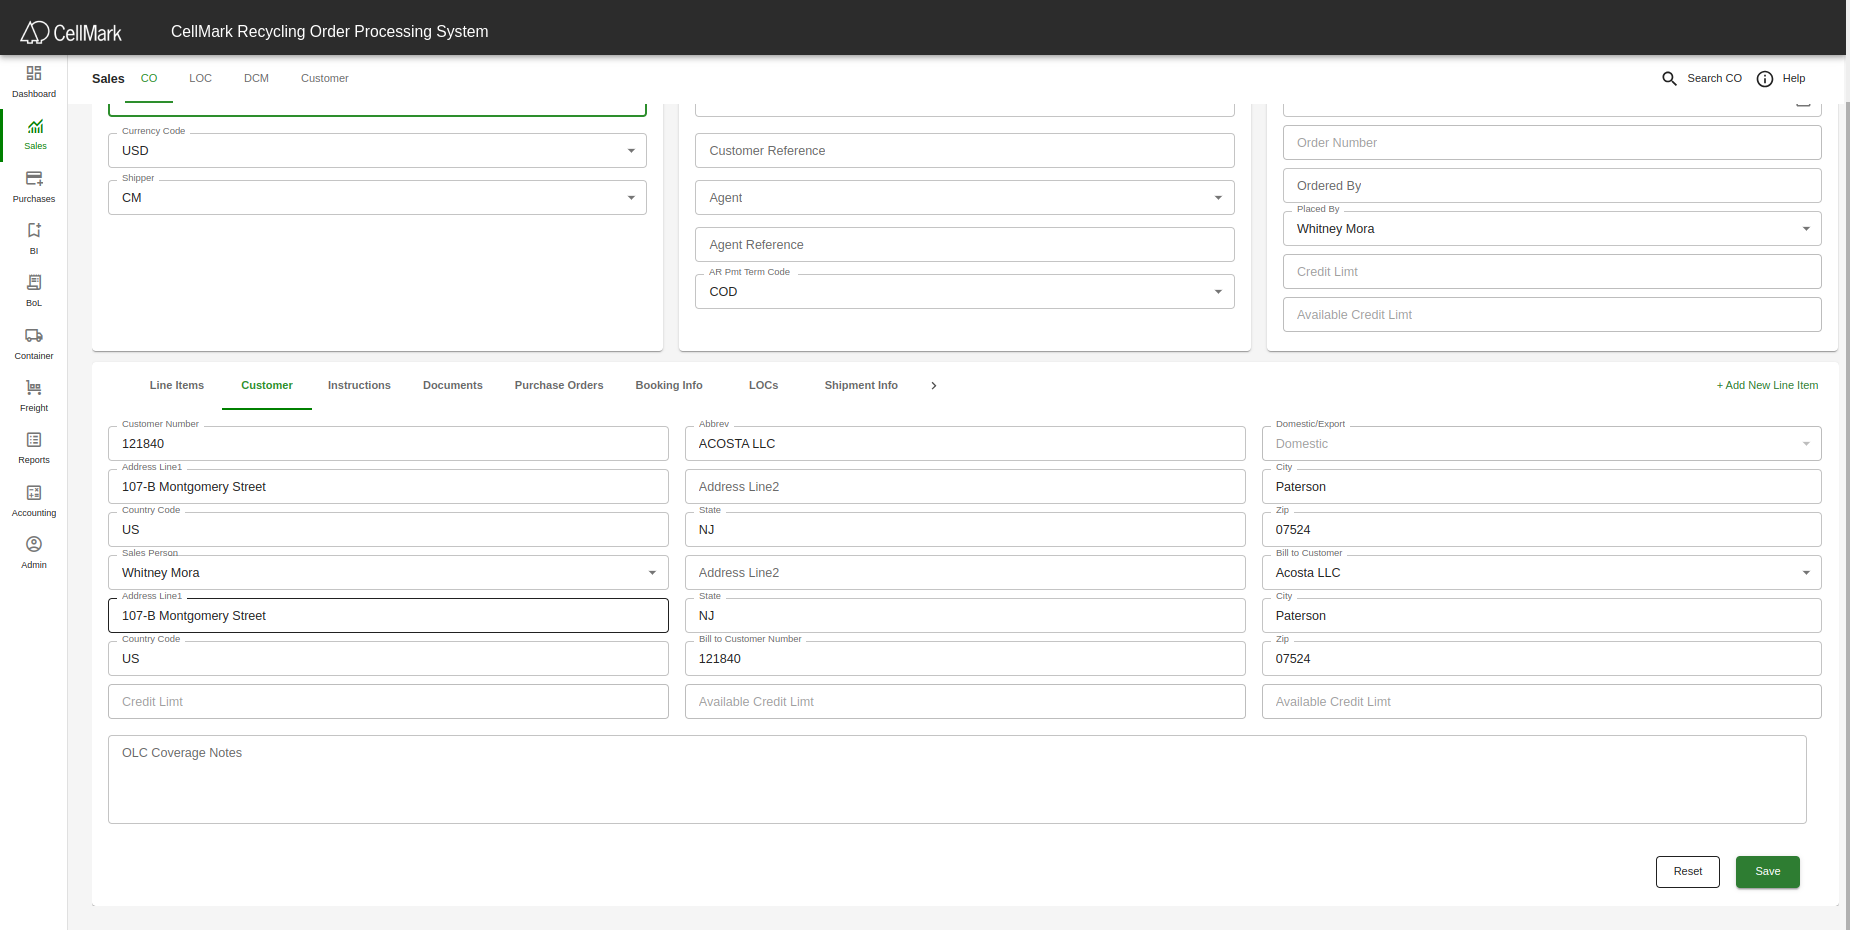 CellMark
CellMark Recycling Order Processing System
Dashboard
Sales
Purchases
BI
BoL
Container
Freight
Reports
Accounting
Admin
Sales CO LOC DCM Customer
Search CO Help
Currency Code
USD
Shipper
CM
Customer Reference
Agent
Agent Reference
AR Pmt Term Code
COD
Order Number
Ordered By
Placed By
Whitney Mora
Credit Limt
Available Credit Limt
Line Items Customer Instructions Documents Purchase Orders Booking Info LOCs Shipment Info
+ Add New Line Item
Customer Number Abbrev Domestic/Export
121840 ACOSTA LLC Domestic
Address Line1 City
107-B Montgomery Street Address Line2 Paterson
Country Code State Zip
US NJ 07524
Sales Person Bill to Customer
Whitney Mora Address Line2 Acosta LLC
Address Line1 State City
107-B Montgomery Street NJ Paterson
Country Code Bill to Customer Number Zip
US 121840 07524
Credit Limt Available Credit Limt Available Credit Limt
OLC Coverage Notes
Reset Save